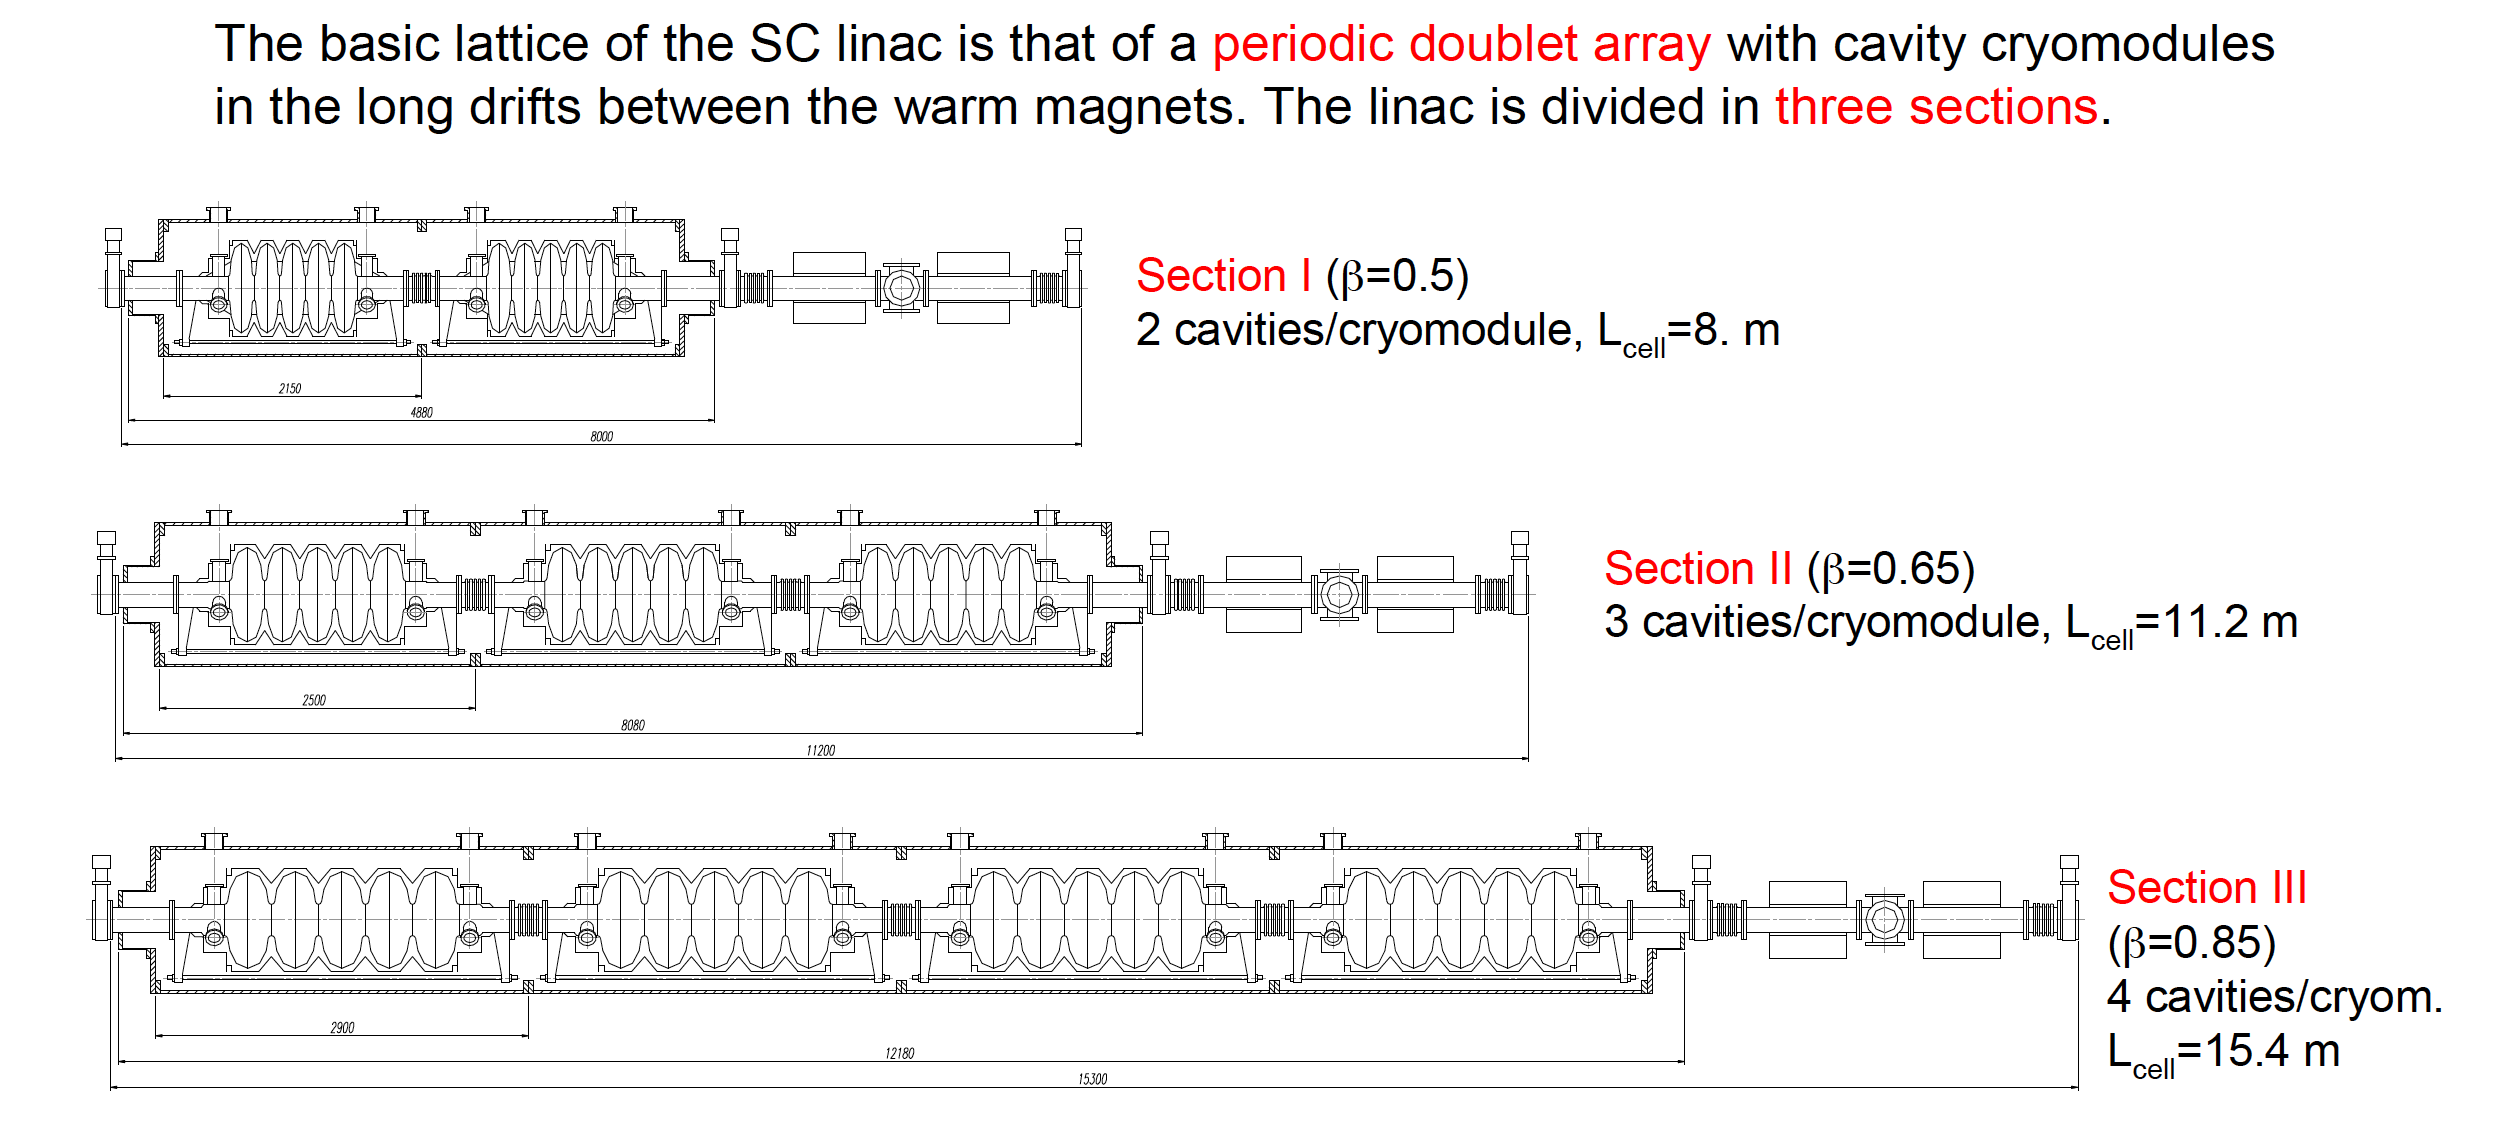 The basic lattice of the SC linac is that of a periodic doublet array with cavity cryomodules
in the long drifts between the warm magnets. The linac is divided in three sections.
Section I (β=0.5)
2 cavities/cryomodule, Lcell=8. m
2150
4880
8000
Section II (β=0.65)
3 cavities/cryomodule, Lcell=11.2 m
2500
8080
11200
Section III
(β=0.85)
4 cavities/cryom.
Lcell=15.4 m
2900
12180
15300